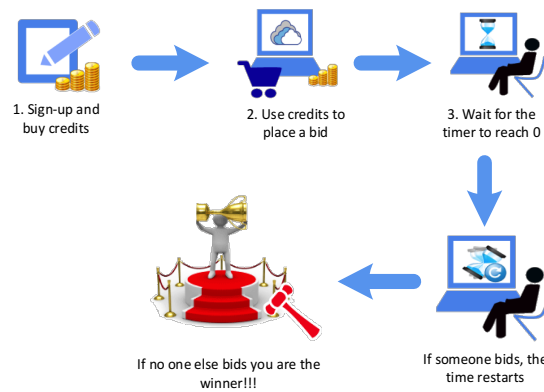 1. Sign-up and
buy credits
2. Use credits to
place a bid
3. Wait for the
timer to reach 0
If someone bids, the
time restarts
If no one else bids you are the
winner!!!